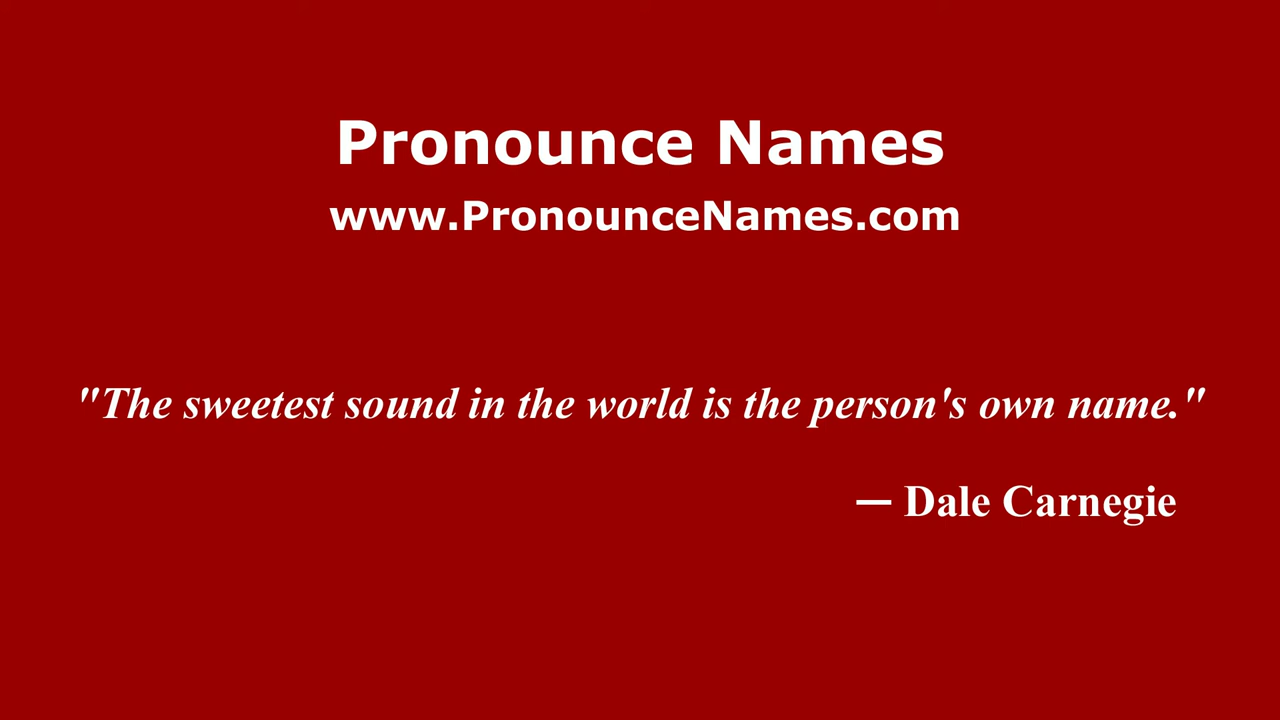 Pronounce Names
www.PronounceNames.com
"The sweetest sound in the world is the person's own name."
— Dale Carnegie